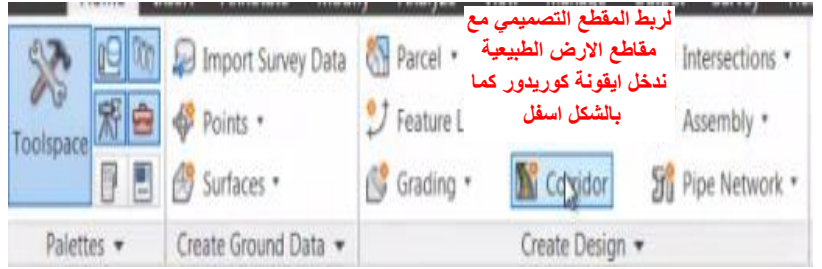 Home
لربط المقطع التصميمي مع
مقاطع الارض الطبيعية
ندخل ايقونة كوريدور كما
بالشكل اسفل
Import Survey Data
Parcel
Intersections
Points
Feature L
Assembly
Toolspace
Surfaces
Grading
Corridor
Pipe Network
Palettes
Create Ground Data
Create Design